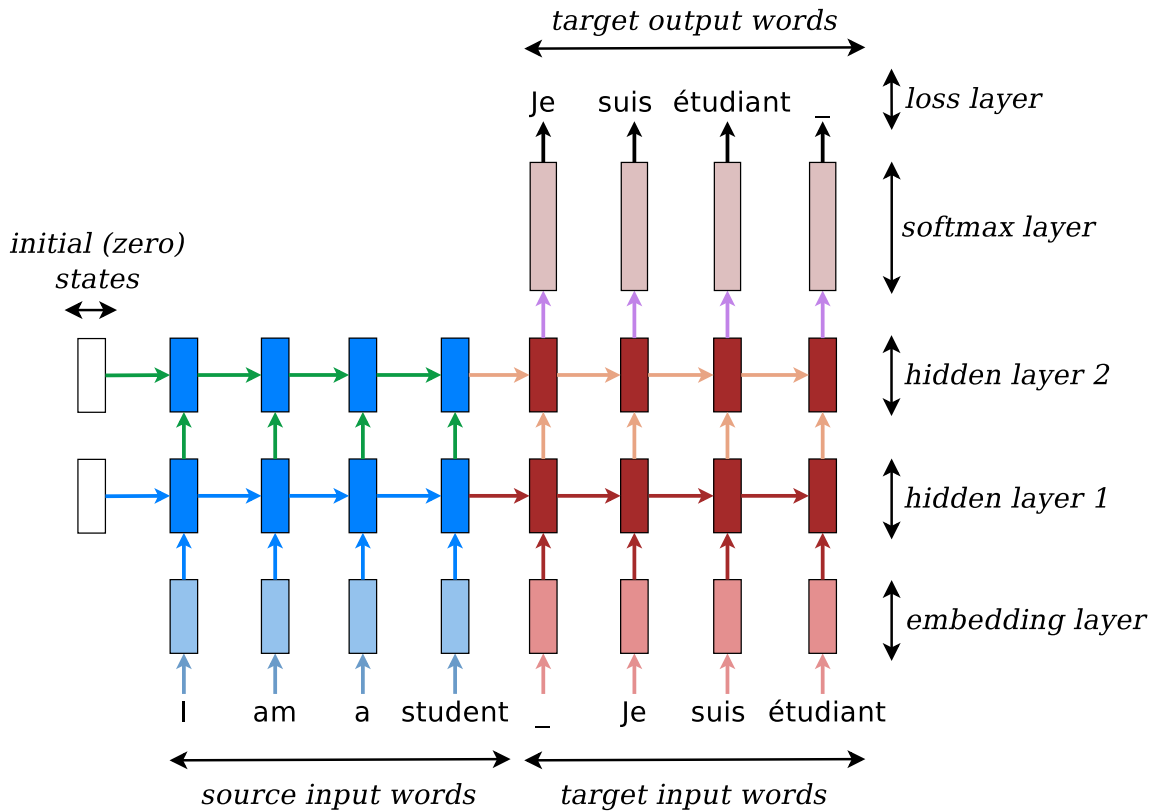 target output words
Je suis étudiant _
loss layer
softmax layer
initial (zero)
states
hidden layer 2
hidden layer 1
embedding layer
I am a student _ Je suis étudiant
source input words target input words